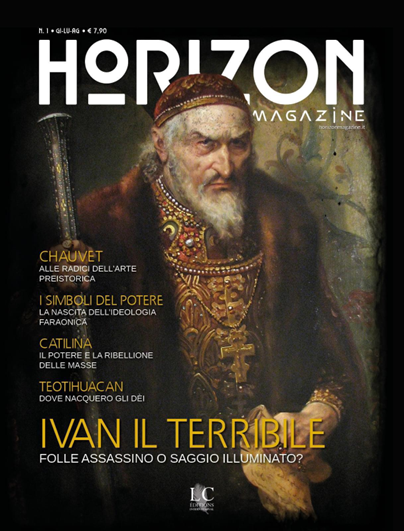 N. 1 • GI-LU-AG • € 7,90
HORIZON
MAGAZINE
horizonmagazine.it
CHAUVET
ALLE RADICI DELL'ARTE
PREISTORICA
I SIMBOLI DEL POTERE
LA NASCITA DELL'IDEOLOGIA
FARAONICA
CATILINA
IL POTERE E LA RIBELLIONE
DELLE MASSE
TEOTIHUACAN
DOVE NACQUERO GLI DÈI
IVAN IL TERRIBILE
FOLLE ASSASSINO O SAGGIO ILLUMINATO?
LC
EDITIONS